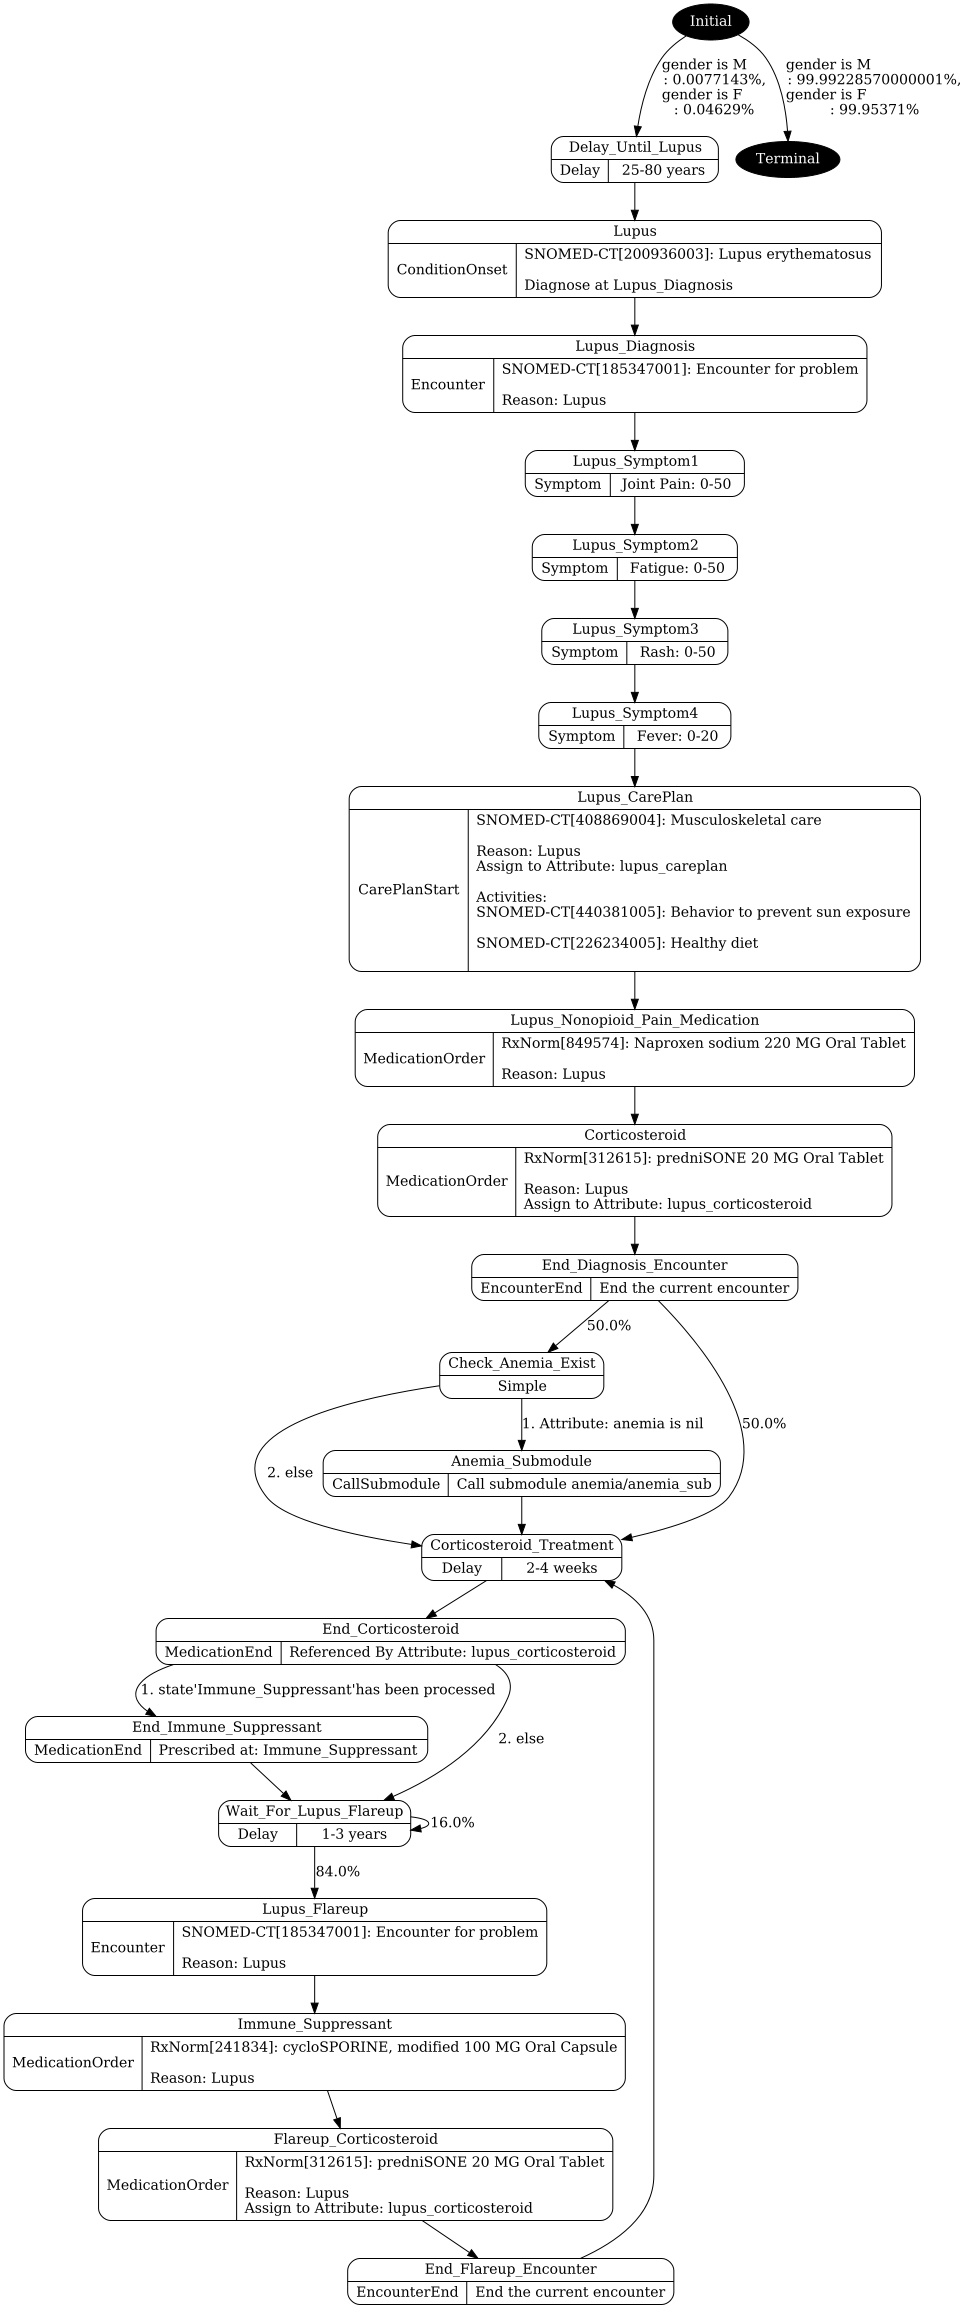 Initial
gender is M
: 0.0077143%,
gender is F
: 0.04629%
gender is M
: 99.99228570000001%,
gender is F
: 99.95371%
Delay_Until_Lupus
Delay
25-80 years
Terminal
Lupus
ConditionOnset
SNOMED-CT[200936003]: Lupus erythematosus
Diagnose at Lupus_Diagnosis
Lupus_Diagnosis
Encounter
SNOMED-CT[185347001]: Encounter for problem
Reason: Lupus
Lupus_Symptom1
Symptom
Joint Pain: 0-50
Lupus_Symptom2
Symptom
Fatigue: 0-50
Lupus_Symptom3
Symptom
Rash: 0-50
Lupus_Symptom4
Symptom
Fever: 0-20
Lupus_CarePlan
CarePlanStart
SNOMED-CT[408869004]: Musculoskeletal care
Reason: Lupus
Assign to Attribute: lupus_careplan
Activities:
SNOMED-CT[440381005]: Behavior to prevent sun exposure
SNOMED-CT[226234005]: Healthy diet
Lupus_Nonopioid_Pain_Medication
MedicationOrder
RxNorm[849574]: Naproxen sodium 220 MG Oral Tablet
Reason: Lupus
Corticosteroid
MedicationOrder
RxNorm[312615]: predniSONE 20 MG Oral Tablet
Reason: Lupus
Assign to Attribute: lupus_corticosteroid
End_Diagnosis_Encounter
EncounterEnd
End the current encounter
50.0%
Check_Anemia_Exist
Simple
1. Attribute: anemia is nil
50.0%
2. else
Anemia_Submodule
CallSubmodule
Call submodule anemia/anemia_sub
Corticosteroid_Treatment
Delay
2-4 weeks
End_Corticosteroid
MedicationEnd
Referenced By Attribute: lupus_corticosteroid
1. state'Immune_Suppressant'has been processed
End_Immune_Suppressant
MedicationEnd
Prescribed at: Immune_Suppressant
2. else
Wait_For_Lupus_Flareup
Delay
1-3 years
16.0%
84.0%
Lupus_Flareup
Encounter
SNOMED-CT[185347001]: Encounter for problem
Reason: Lupus
Immune_Suppressant
MedicationOrder
RxNorm[241834]: cycloSPORINE, modified 100 MG Oral Capsule
Reason: Lupus
Flareup_Corticosteroid
MedicationOrder
RxNorm[312615]: predniSONE 20 MG Oral Tablet
Reason: Lupus
Assign to Attribute: lupus_corticosteroid
End_Flareup_Encounter
EncounterEnd
End the current encounter